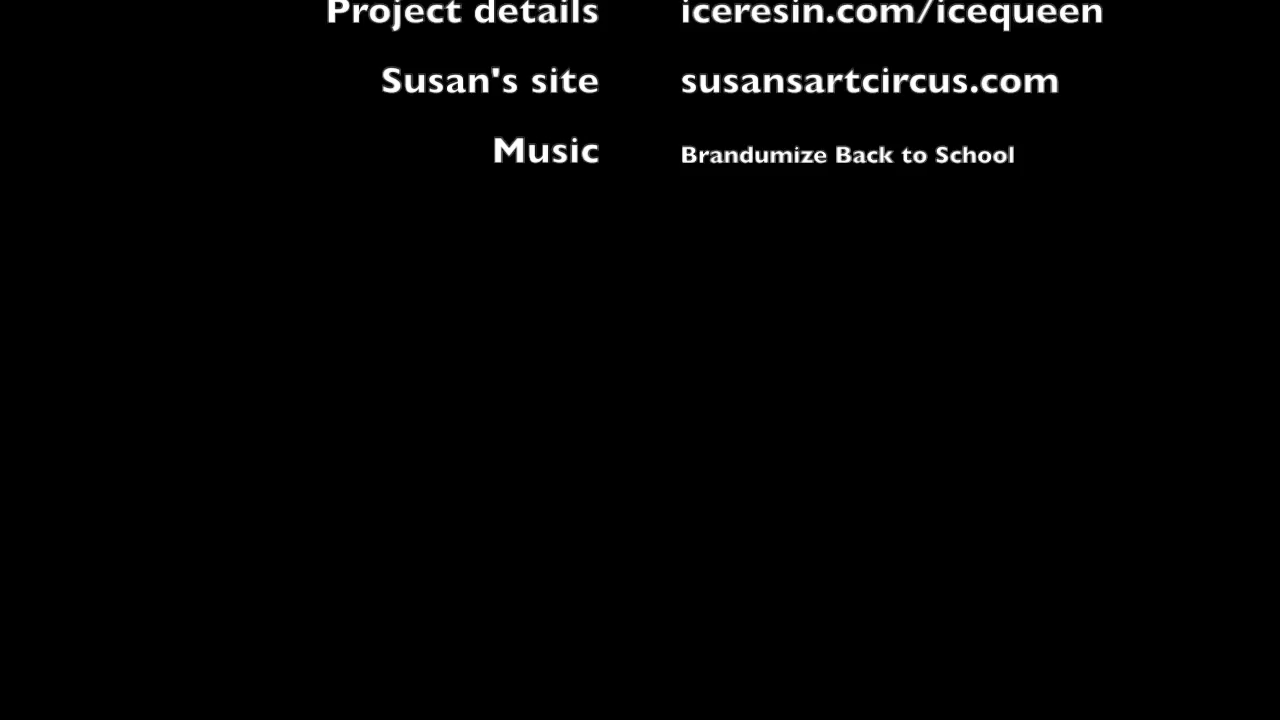 Project details iceresin.com/icequeen
Susan's site susansartcircus.com
Music Brandumize Back to School